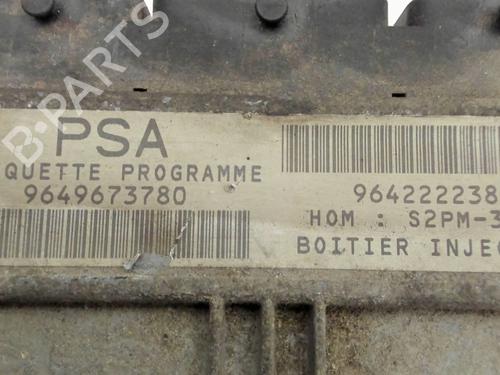 B-PARTS
PSA
QUETTE PROGRAMME
9649673780
964222238
HOM : S2PM-3
BOITIER INJEC